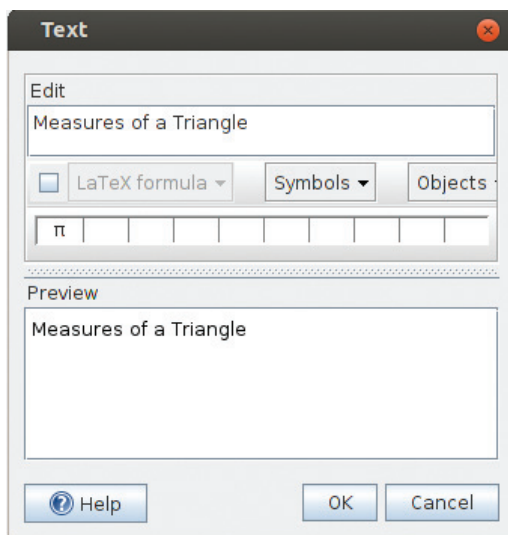 Text
Edit
Measures of a Triangle
LaTeX formula Symbols Objects
π
Preview
Measures of a Triangle
Help OK Cancel